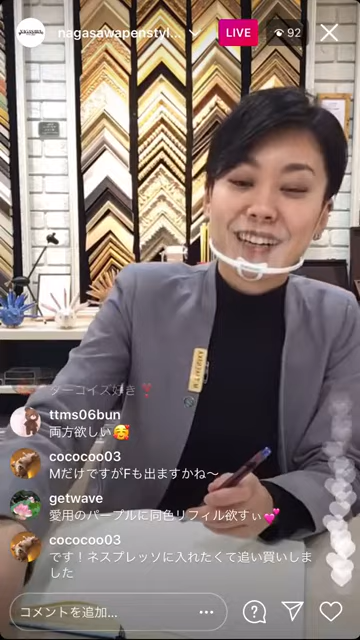 nagasawapenstyl...
LIVE
92
ターコイズ好き❣️
ttms06bun
両方欲しい🥰
cococoo03
MだけですがFも出ますかね〜
getwave
愛用のパープルに同色リフィル欲すぃ💞
cococoo03
です！ネスプレッソに入れたくて追い買いしま
した
コメントを追加...